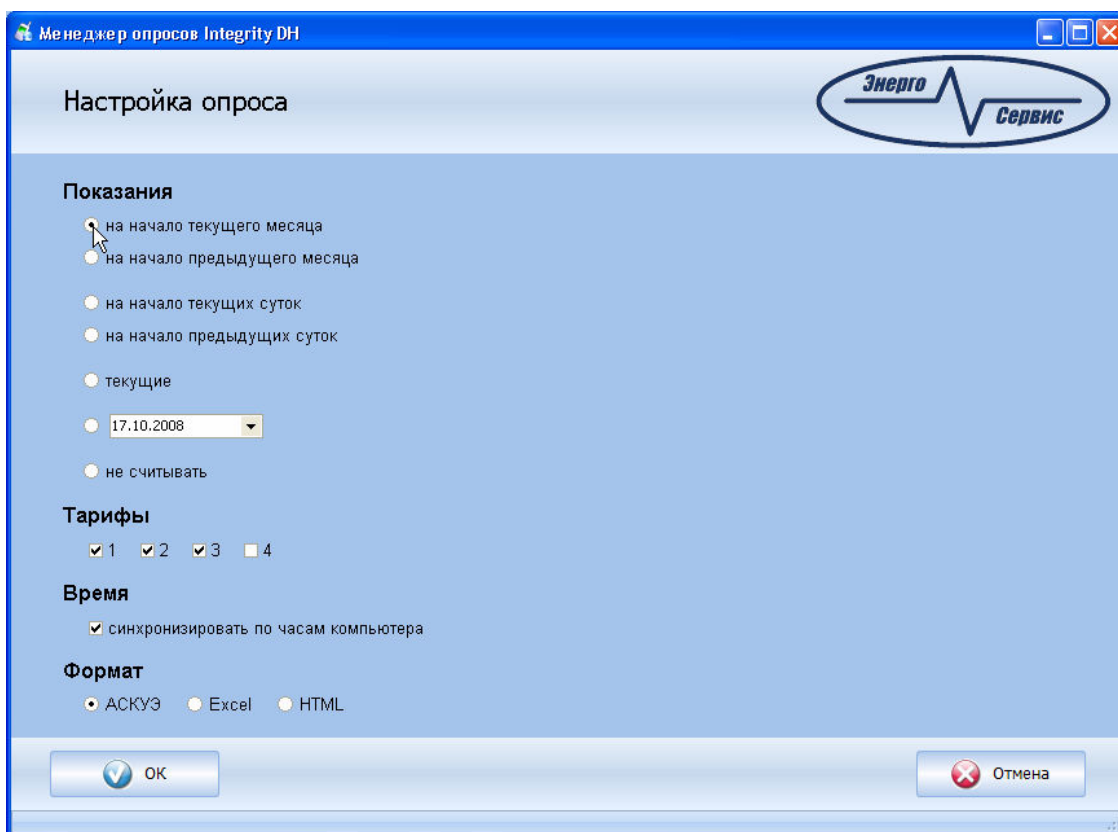 Менеджер опросов Integrity DH
Настройка опроса
Энерго
Сервис
Показания
на начало текущего месяца
на начало предыдущего месяца
на начало текущих суток
на начало предыдущих суток
текущие
17.10.2008
не считывать
Тарифы
1 2 3 4
Время
синхронизировать по часам компьютера
Формат
АСКУЭ Excel HTML
ОК Отмена